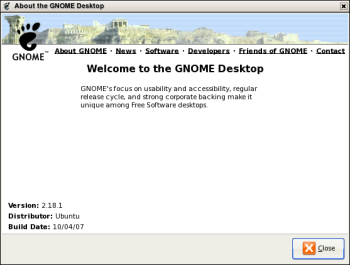 About the GNOME Desktop
GNOME™
About GNOME · News · Software · Developers · Friends of GNOME · Contact
Welcome to the GNOME Desktop
GNOME's focus on usability and accessibility, regular
release cycle, and strong corporate backing make it
unique among Free Software desktops.
Version: 2.18.1
Distributor: Ubuntu
Build Date: 10/04/07
Close